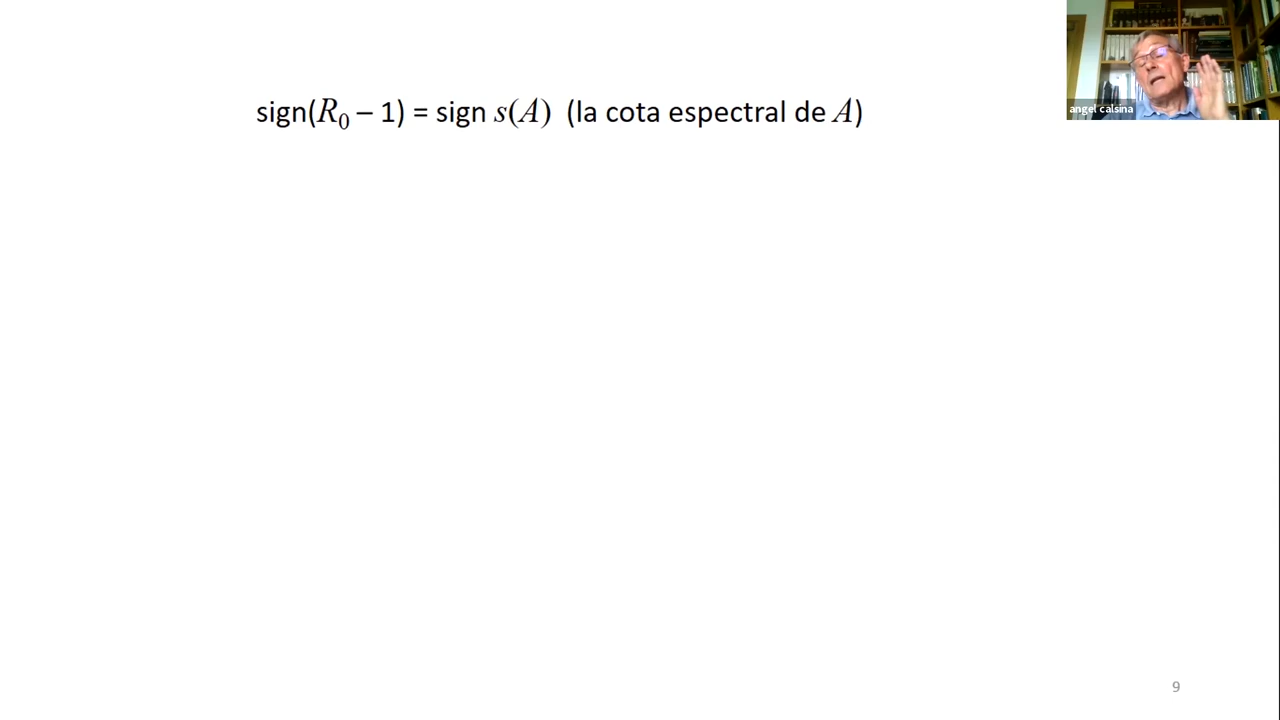 sign(R₀ – 1) = sign s(A) (la cota espectral de A)
angel calsina
9